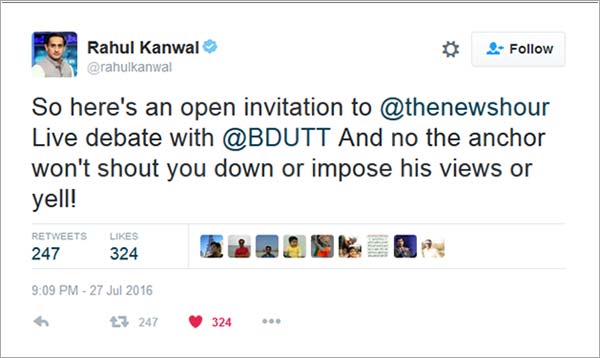 Rahul Kanwal
@rahulkanwal
Follow
So here's an open invitation to @thenewshour
Live debate with @BDUTT And no the anchor
won't shout you down or impose his views or
yell!
RETWEETS LIKES
247 324
9:09 PM - 27 Jul 2016
247 324